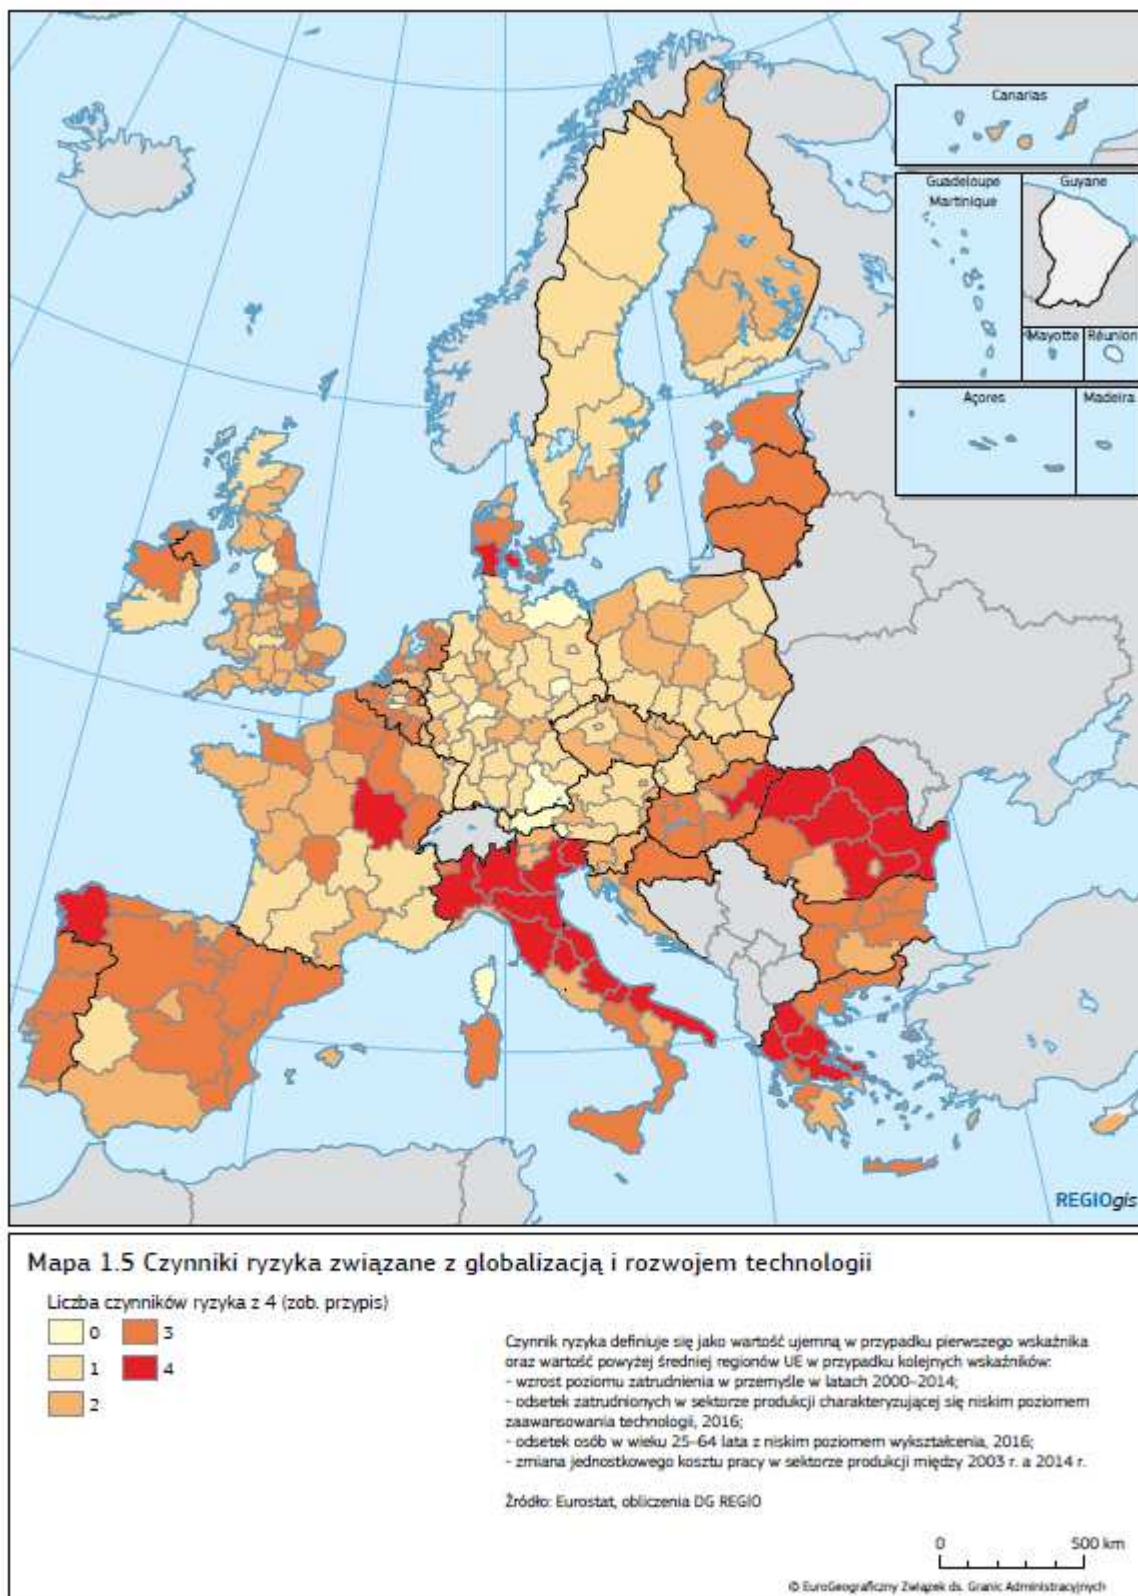 Canarias
Guadeloupe
Martinique
Guyane
Mayotte
Réunion
Açores
Madeira
REGIOgis
Mapa 1.5 Czynniki ryzyka związane z globalizacją i rozwojem technologii
Liczba czynników ryzyka z 4 (zob. przypis)
0
3
1
4
2
Czynnik ryzyka definiuje się jako wartość ujemną w przypadku pierwszego wskaźnika
oraz wartość powyżej średniej regionów UE w przypadku kolejnych wskaźników:
- wzrost poziomu zatrudnienia w przemyśle w latach 2000–2014;
- odsetek zatrudnionych w sektorze produkcji charakteryzującej się niskim poziomem
zaawansowania technologii, 2016;
- odsetek osób w wieku 25–64 lata z niskim poziomem wykształcenia, 2016;
- zmiana jednostkowego kosztu pracy w sektorze produkcji między 2003 r. a 2014 r.
Źródło: Eurostat, obliczenia DG REGIO
0 500 km
© EuroGeograficzny Związek ds. Granic Administracyjnych